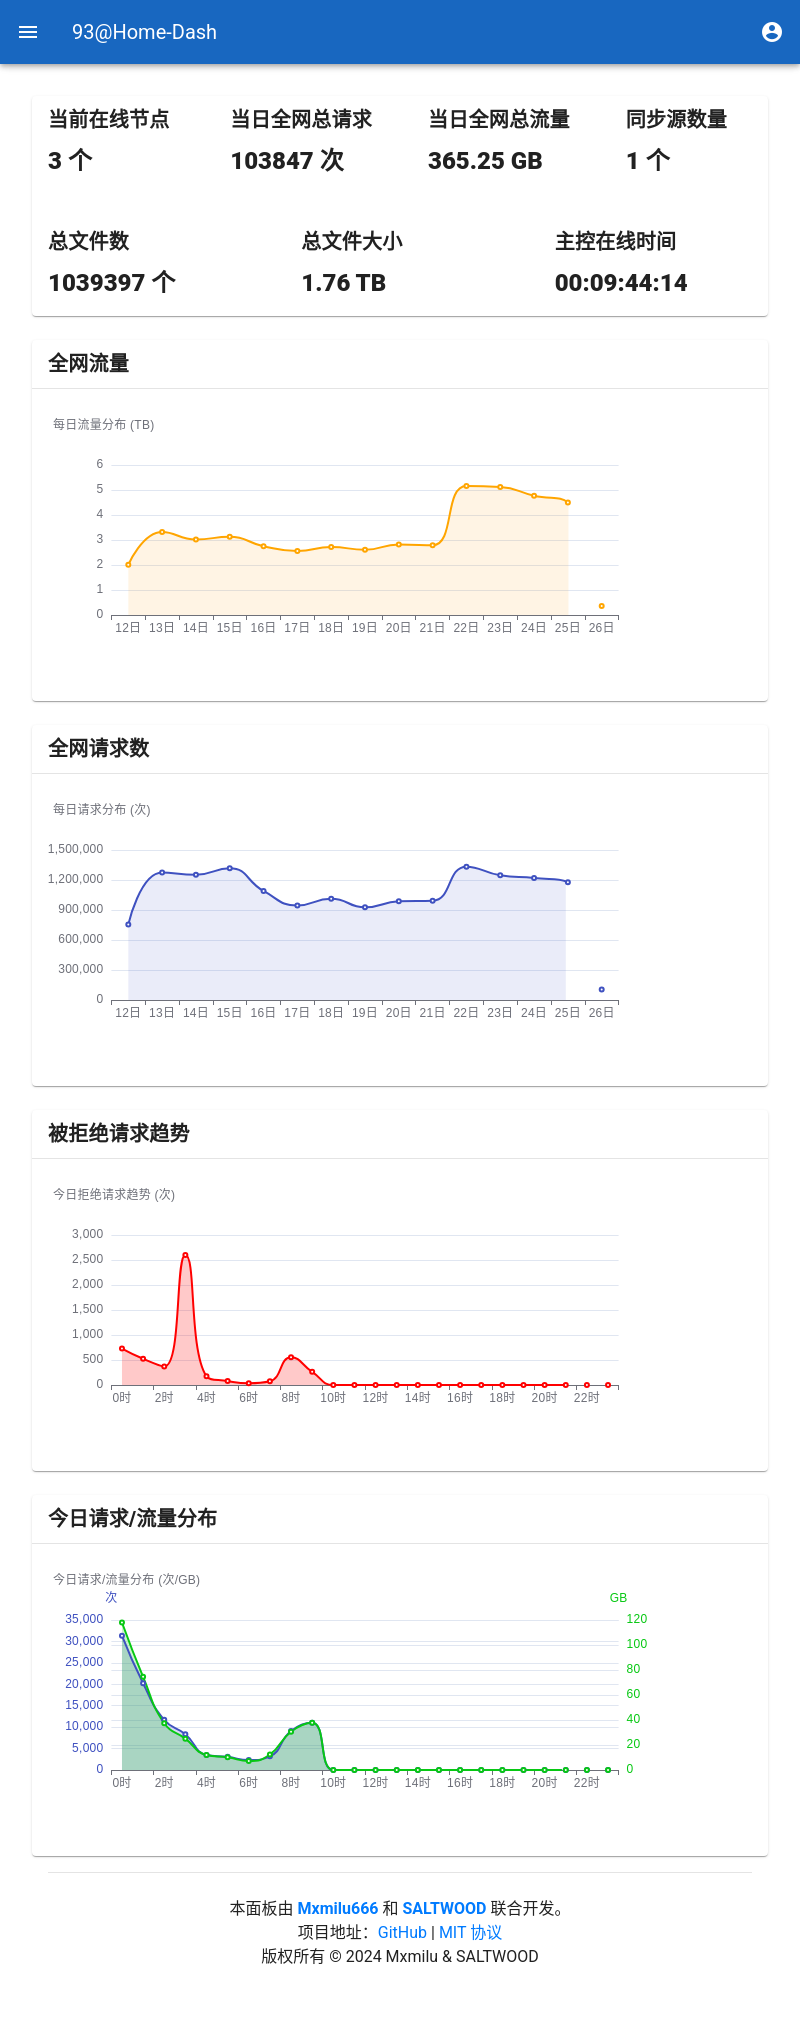 93@Home-Dash
当前在线节点 当日全网总请求 当日全网总流量 同步源数量
3 个 103847 次 365.25 GB 1 个
总文件数 总文件大小 主控在线时间
1039397 个 1.76 TB 00:09:44:14
全网流量
每日流量分布 (TB)
6
5
4
3
2
1
0
12日 13日 14日 15日 16日 17日 18日 19日 20日 21日 22日 23日 24日 25日 26日
全网请求数
每日请求分布 (次)
1,500,000
1,200,000
900,000
600,000
300,000
0
12日 13日 14日 15日 16日 17日 18日 19日 20日 21日 22日 23日 24日 25日 26日
被拒绝请求趋势
今日拒绝请求趋势 (次)
3,000
2,500
2,000
1,500
1,000
500
0
0时 2时 4时 6时 8时 10时 12时 14时 16时 18时 20时 22时
今日请求/流量分布
今日请求/流量分布 (次/GB)
次 GB
35,000 120
30,000 100
25,000 80
20,000 60
15,000 40
10,000 20
5,000 0
0
0时 2时 4时 6时 8时 10时 12时 14时 16时 18时 20时 22时
本面板由 Mxmilu666 和 SALTWOOD 联合开发。
项目地址：GitHub | MIT 协议
版权所有 © 2024 Mxmilu & SALTWOOD